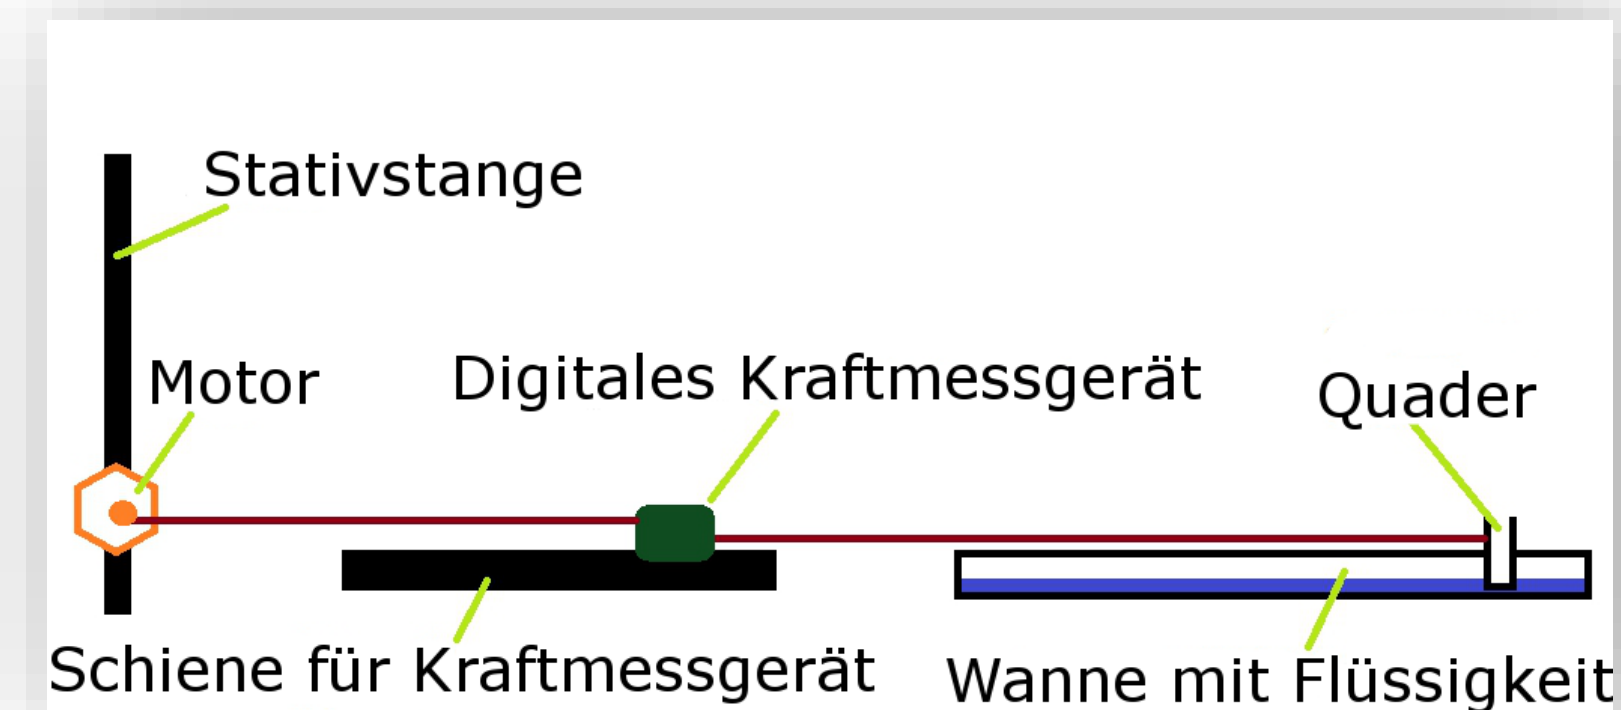 Stativstange
Motor
Digitales Kraftmessgerät
Quader
Schiene für Kraftmessgerät
Wanne mit Flüssigkeit